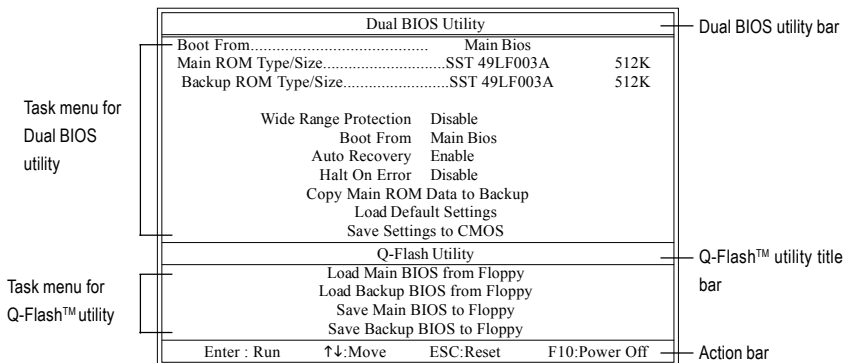 Dual BIOS Utility
Dual BIOS utility bar
Boot From.......................................... Main Bios
Main ROM Type/Size.............................SST 49LF003A 512K
Backup ROM Type/Size.........................SST 49LF003A 512K
Task menu for
Dual BIOS
utility
Wide Range Protection Disable
Boot From Main Bios
Auto Recovery Enable
Halt On Error Disable
Copy Main ROM Data to Backup
Load Default Settings
Save Settings to CMOS
Q-Flash Utility
Q-Flash™ utility title
bar
Task menu for
Q-Flash™ utility
Load Main BIOS from Floppy
Load Backup BIOS from Floppy
Save Main BIOS to Floppy
Save Backup BIOS to Floppy
Enter : Run ↑↓:Move ESC:Reset F10:Power Off
Action bar